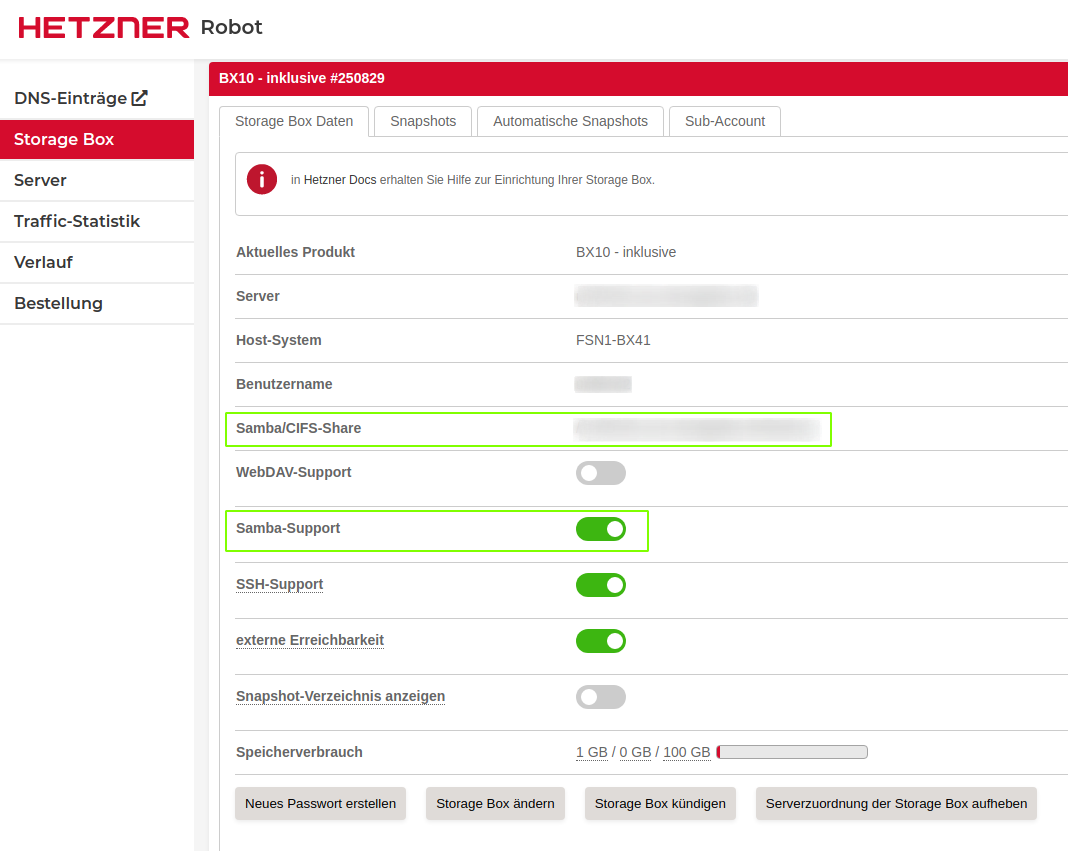 HETZNER Robot
DNS-Einträge
Storage Box
Server
Traffic-Statistik
Verlauf
Bestellung
BX10 - inklusive #250829
Storage Box Daten Snapshots Automatische Snapshots Sub-Account
in Hetzner Docs erhalten Sie Hilfe zur Einrichtung Ihrer Storage Box.
Aktuelles Produkt BX10 - inklusive
Server
Host-System FSN1-BX41
Benutzername
Samba/CIFS-Share
WebDAV-Support
Samba-Support
SSH-Support
externe Erreichbarkeit
Snapshot-Verzeichnis anzeigen
Speicherverbrauch 1 GB / 0 GB / 100 GB
Neues Passwort erstellen Storage Box ändern Storage Box kündigen Serverzuordnung der Storage Box aufheben